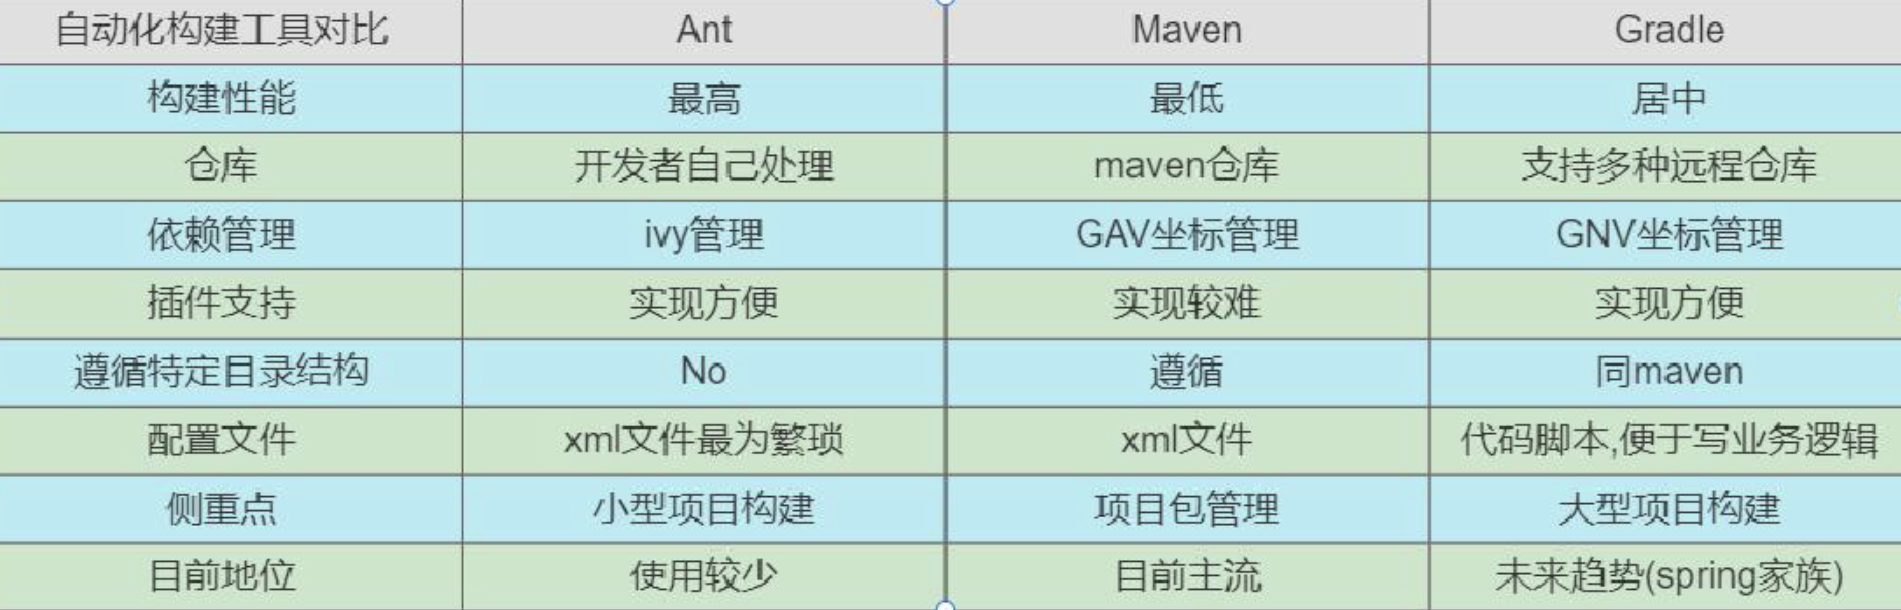 自动化构建工具对比 Ant Maven Gradle
构建性能 最高 最低 居中
仓库 开发者自己处理 maven仓库 支持多种远程仓库
依赖管理 ivy管理 GAV坐标管理 GNV坐标管理
插件支持 实现方便 实现较难 实现方便
遵循特定目录结构 No 遵循 同maven
配置文件 xml文件最为繁琐 xml文件 代码脚本,便于写业务逻辑
侧重点 小型项目构建 项目包管理 大型项目构建
目前地位 使用较少 目前主流 未来趋势(spring家族)